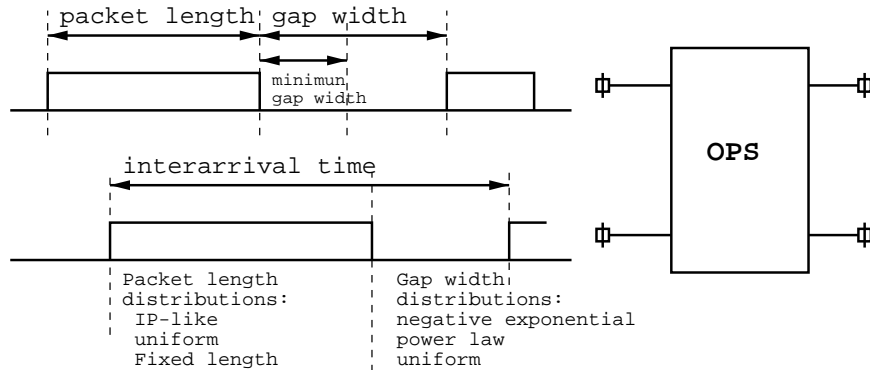 packet length gap width
minimun
gap width
OPS
interarrival time
Packet length
distributions:
IP-like
uniform
Fixed length
Gap width
distributions:
negative exponential
power law
uniform